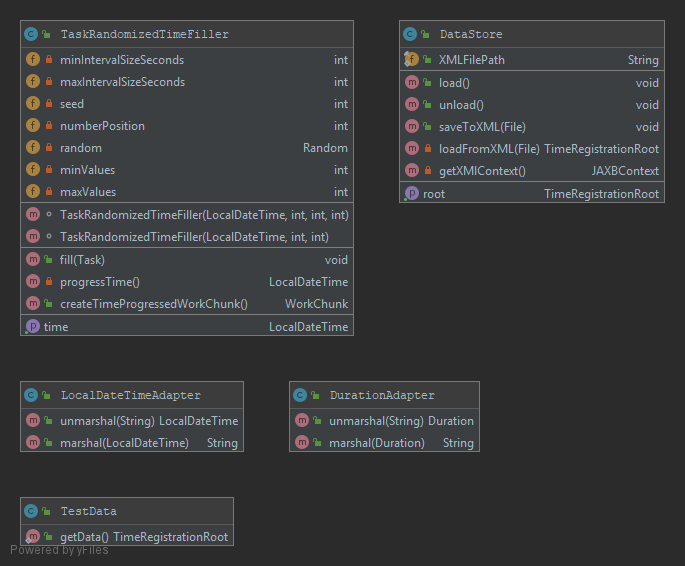 TaskRandomizedTimeFiller
minIntervalSizeSeconds int
maxIntervalSizeSeconds int
seed int
numberPosition int
random Random
minValues int
maxValues int
TaskRandomizedTimeFiller(LocalDateTime, int, int, int)
TaskRandomizedTimeFiller(LocalDateTime, int, int)
fill(Task) void
progressTime() LocalDateTime
createTimeProgressedWorkChunk() WorkChunk
time LocalDateTime
DataStore
XMLFilePath String
load() void
unload() void
saveToXML(File) void
loadFromXML(File) TimeRegistrationRoot
getXMlContext() JAXBContext
root TimeRegistrationRoot
LocalDateTimeAdapter
unmarshal(String) LocalDateTime
marshal(LocalDateTime) String
DurationAdapter
unmarshal(String) Duration
marshal(Duration) String
TestData
getData() TimeRegistrationRoot
Powered by yFiles